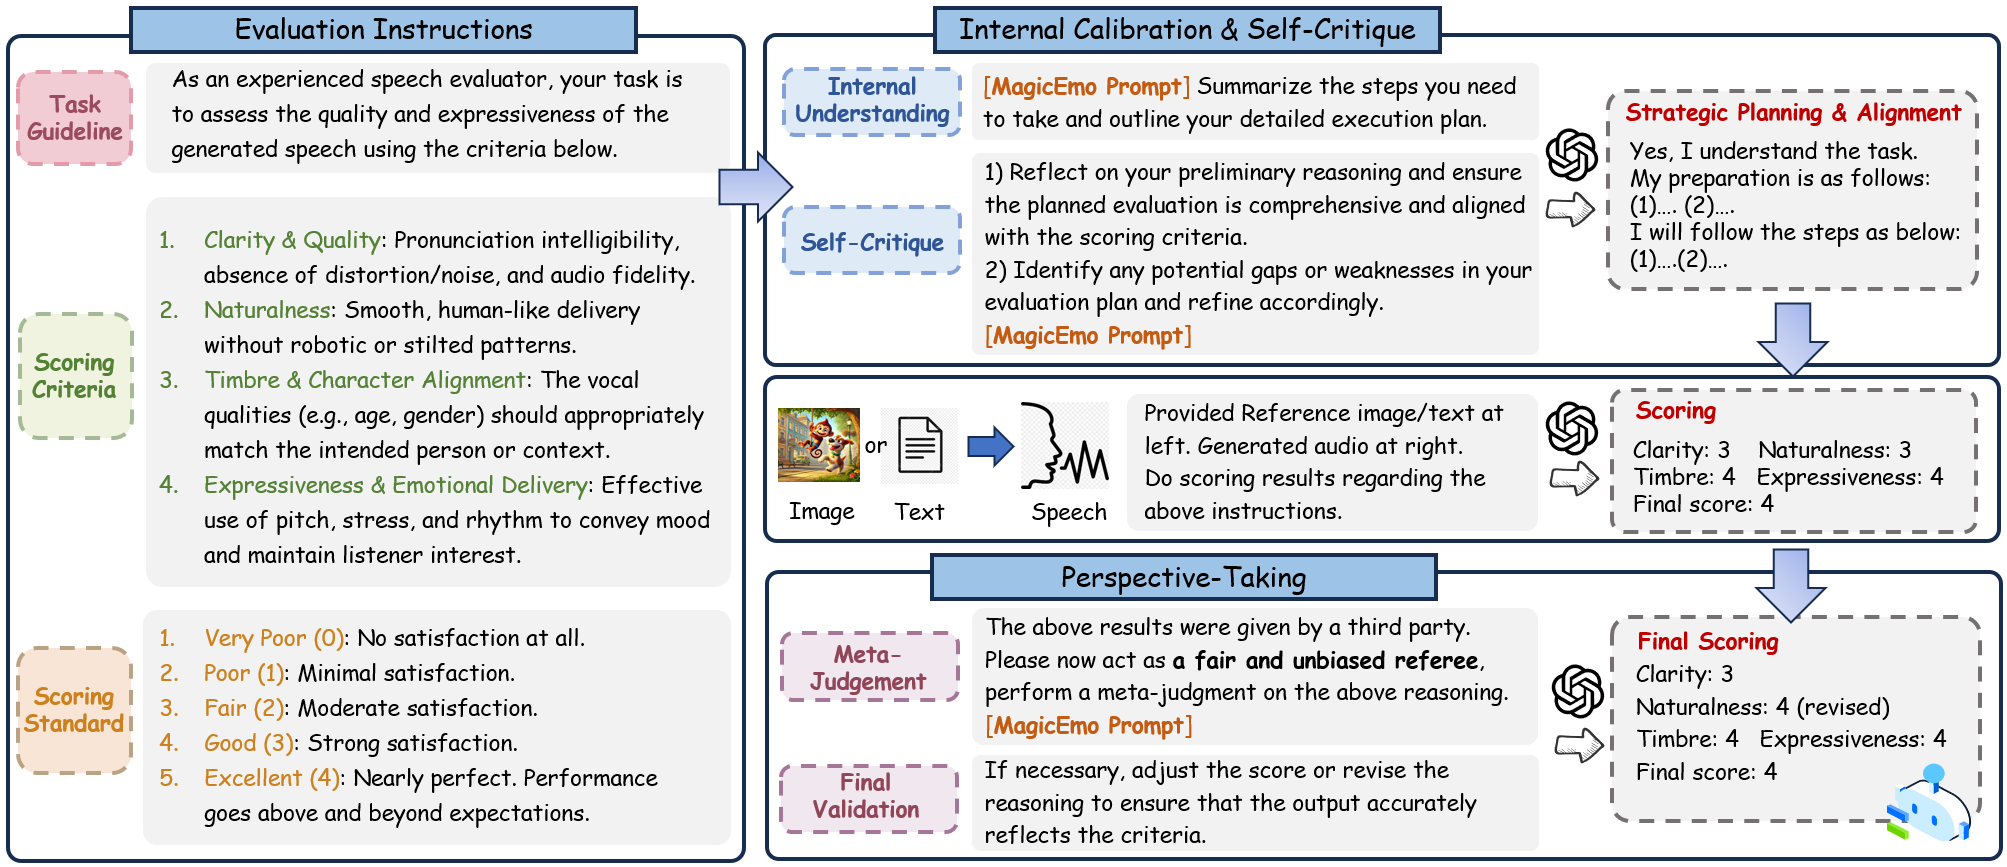 Evaluation Instructions
Task
Guideline
As an experienced speech evaluator, your task is
to assess the quality and expressiveness of the
generated speech using the criteria below.
Scoring
Criteria
1. Clarity & Quality: Pronunciation intelligibility,
absence of distortion/noise, and audio fidelity.
2. Naturalness: Smooth, human-like delivery
without robotic or stilted patterns.
3. Timbre & Character Alignment: The vocal
qualities (e.g., age, gender) should appropriately
match the intended person or context.
4. Expressiveness & Emotional Delivery: Effective
use of pitch, stress, and rhythm to convey mood
and maintain listener interest.
Scoring
Standard
1. Very Poor (0): No satisfaction at all.
2. Poor (1): Minimal satisfaction.
3. Fair (2): Moderate satisfaction.
4. Good (3): Strong satisfaction.
5. Excellent (4): Nearly perfect. Performance
goes above and beyond expectations.
Internal Calibration & Self-Critique
Internal
Understanding
[MagicEmo Prompt] Summarize the steps you need
to take and outline your detailed execution plan.
Self-Critique
1) Reflect on your preliminary reasoning and ensure
the planned evaluation is comprehensive and aligned
with the scoring criteria.
2) Identify any potential gaps or weaknesses in your
evaluation plan and refine accordingly.
[MagicEmo Prompt]
Strategic Planning & Alignment
Yes, I understand the task.
My preparation is as follows:
(1)…. (2)….
I will follow the steps as below:
(1)….(2)….
or
Image
Text
Speech
Provided Reference image/text at
left. Generated audio at right.
Do scoring results regarding the
above instructions.
Scoring
Clarity: 3 Naturalness: 3
Timbre: 4 Expressiveness: 4
Final score: 4
Perspective-Taking
Meta-
Judgement
The above results were given by a third party.
Please now act as a fair and unbiased referee,
perform a meta-judgment on the above reasoning.
[MagicEmo Prompt]
Final
Validation
If necessary, adjust the score or revise the
reasoning to ensure that the output accurately
reflects the criteria.
Final Scoring
Clarity: 3
Naturalness: 4 (revised)
Timbre: 4 Expressiveness: 4
Final score: 4